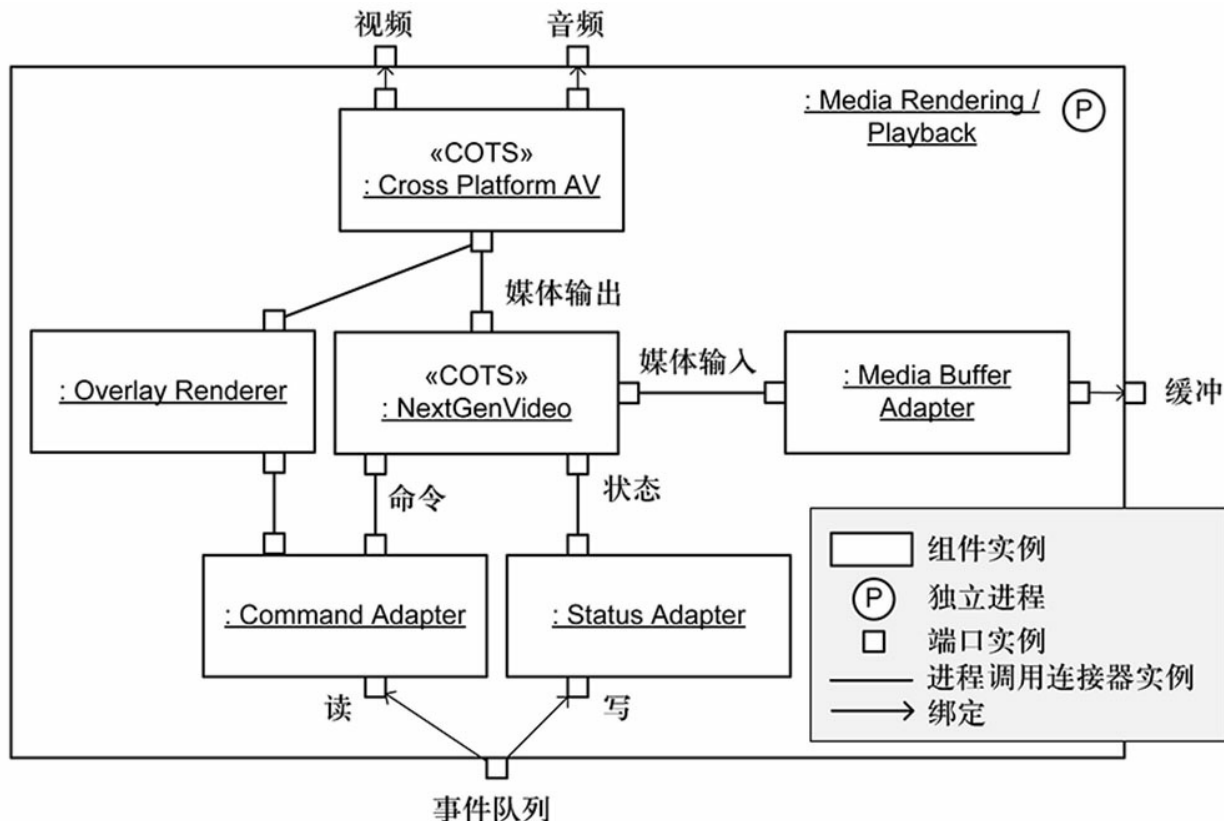 视频
音频
: Media Rendering /
Playback
P
«COTS»
: Cross Platform AV
媒体输出
: Overlay Renderer
«COTS»
: NextGenVideo
媒体输入
: Media Buffer
Adapter
缓冲
命令
状态
: Command Adapter
: Status Adapter
读
写
事件队列
组件实例
P
独立进程
端口实例
进程调用连接器实例
绑定